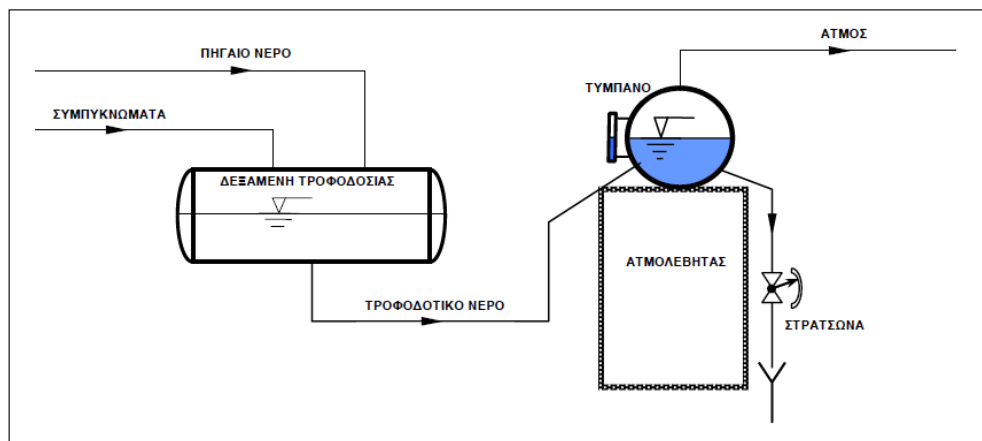 ΠΗΓΑΙΟ ΝΕΡΟ
ΑΤΜΟΣ
ΤΥΜΠΑΝΟ
ΣΥΜΠΥΚΝΩΜΑΤΑ
ΔΕΞΑΜΕΝΗ ΤΡΟΦΟΔΟΣΙΑΣ
ΑΤΜΟΛΕΒΗΤΑΣ
ΤΡΟΦΟΔΟΤΙΚΟ ΝΕΡΟ
ΣΤΡΑΤΣΩΝΑ